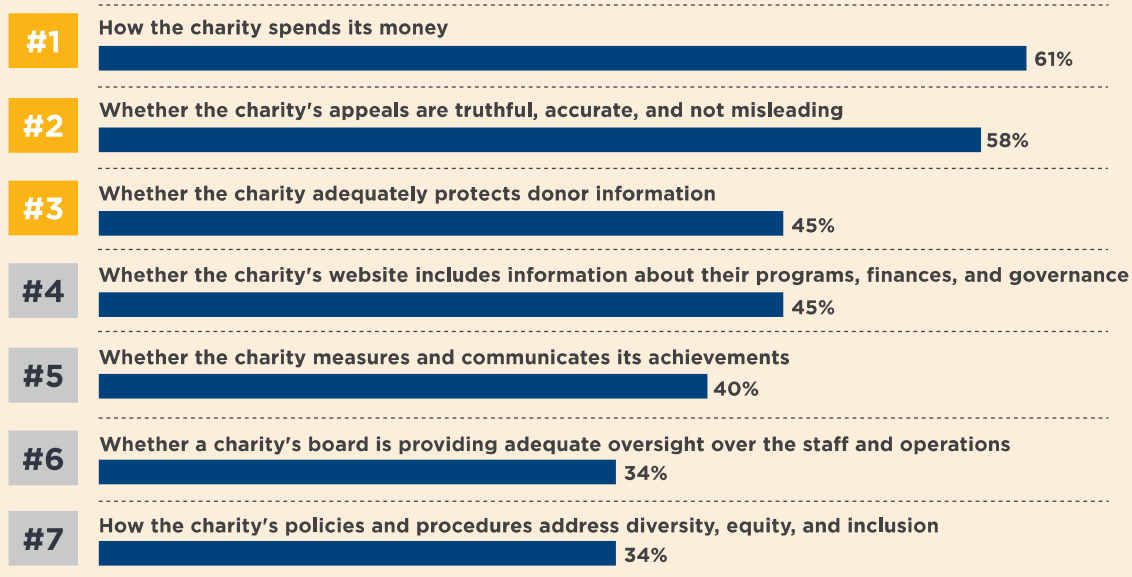 #1
How the charity spends its money
61%
#2
Whether the charity's appeals are truthful, accurate, and not misleading
58%
#3
Whether the charity adequately protects donor information
45%
#4
Whether the charity's website includes information about their programs, finances, and governance
45%
#5
Whether the charity measures and communicates its achievements
40%
#6
Whether a charity's board is providing adequate oversight over the staff and operations
34%
#7
How the charity's policies and procedures address diversity, equity, and inclusion
34%